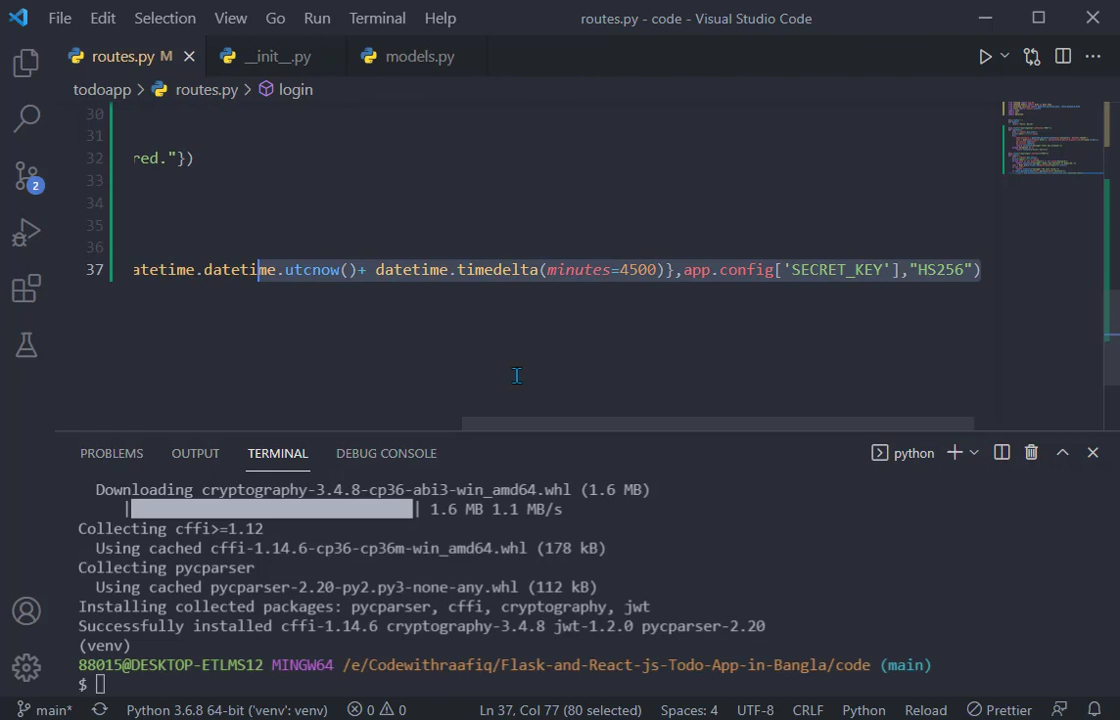 File Edit Selection View Go Run Terminal Help routes.py - code - Visual Studio Code
routes.py M __init__.py models.py
todoapp > routes.py > login
30
31
32 red."})
33
34
35
36
37 atetime.datetime.utcnow()+ datetime.timedelta(minutes=4500)},app.config['SECRET_KEY'],"HS256")
2
PROBLEMS OUTPUT TERMINAL DEBUG CONSOLE python
Downloading cryptography-3.4.8-cp36-abi3-win_amd64.whl (1.6 MB)
| | 1.6 MB 1.1 MB/s
Collecting cffi>=1.12
Using cached cffi-1.14.6-cp36-cp36m-win_amd64.whl (178 kB)
Collecting pycparser
Using cached pycparser-2.20-py2.py3-none-any.whl (112 kB)
Installing collected packages: pycparser, cffi, cryptography, jwt
Successfully installed cffi-1.14.6 cryptography-3.4.8 jwt-1.2.0 pycparser-2.20
(venv)
88015@DESKTOP-ETLMS12 MINGW64 /e/Codewithraafiq/Flask-and-React-js-Todo-App-in-Bangla/code (main)
$
main* Python 3.6.8 64-bit ('venv': venv) 0 0 Ln 37, Col 77 (80 selected) Spaces: 4 UTF-8 CRLF Python Reload Prettier